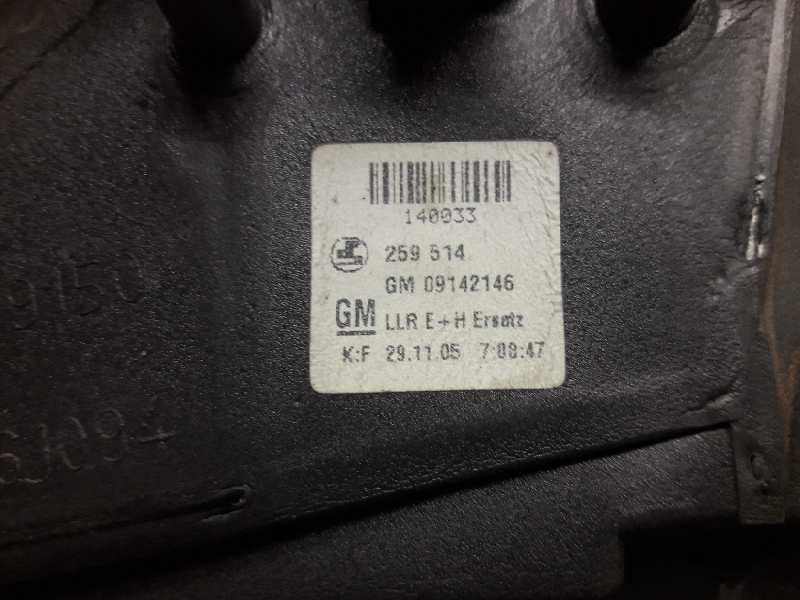 140033
259 514
GM 09142146
GM LLR E+H Ersatz
K:F 29.11.05 7:08:47